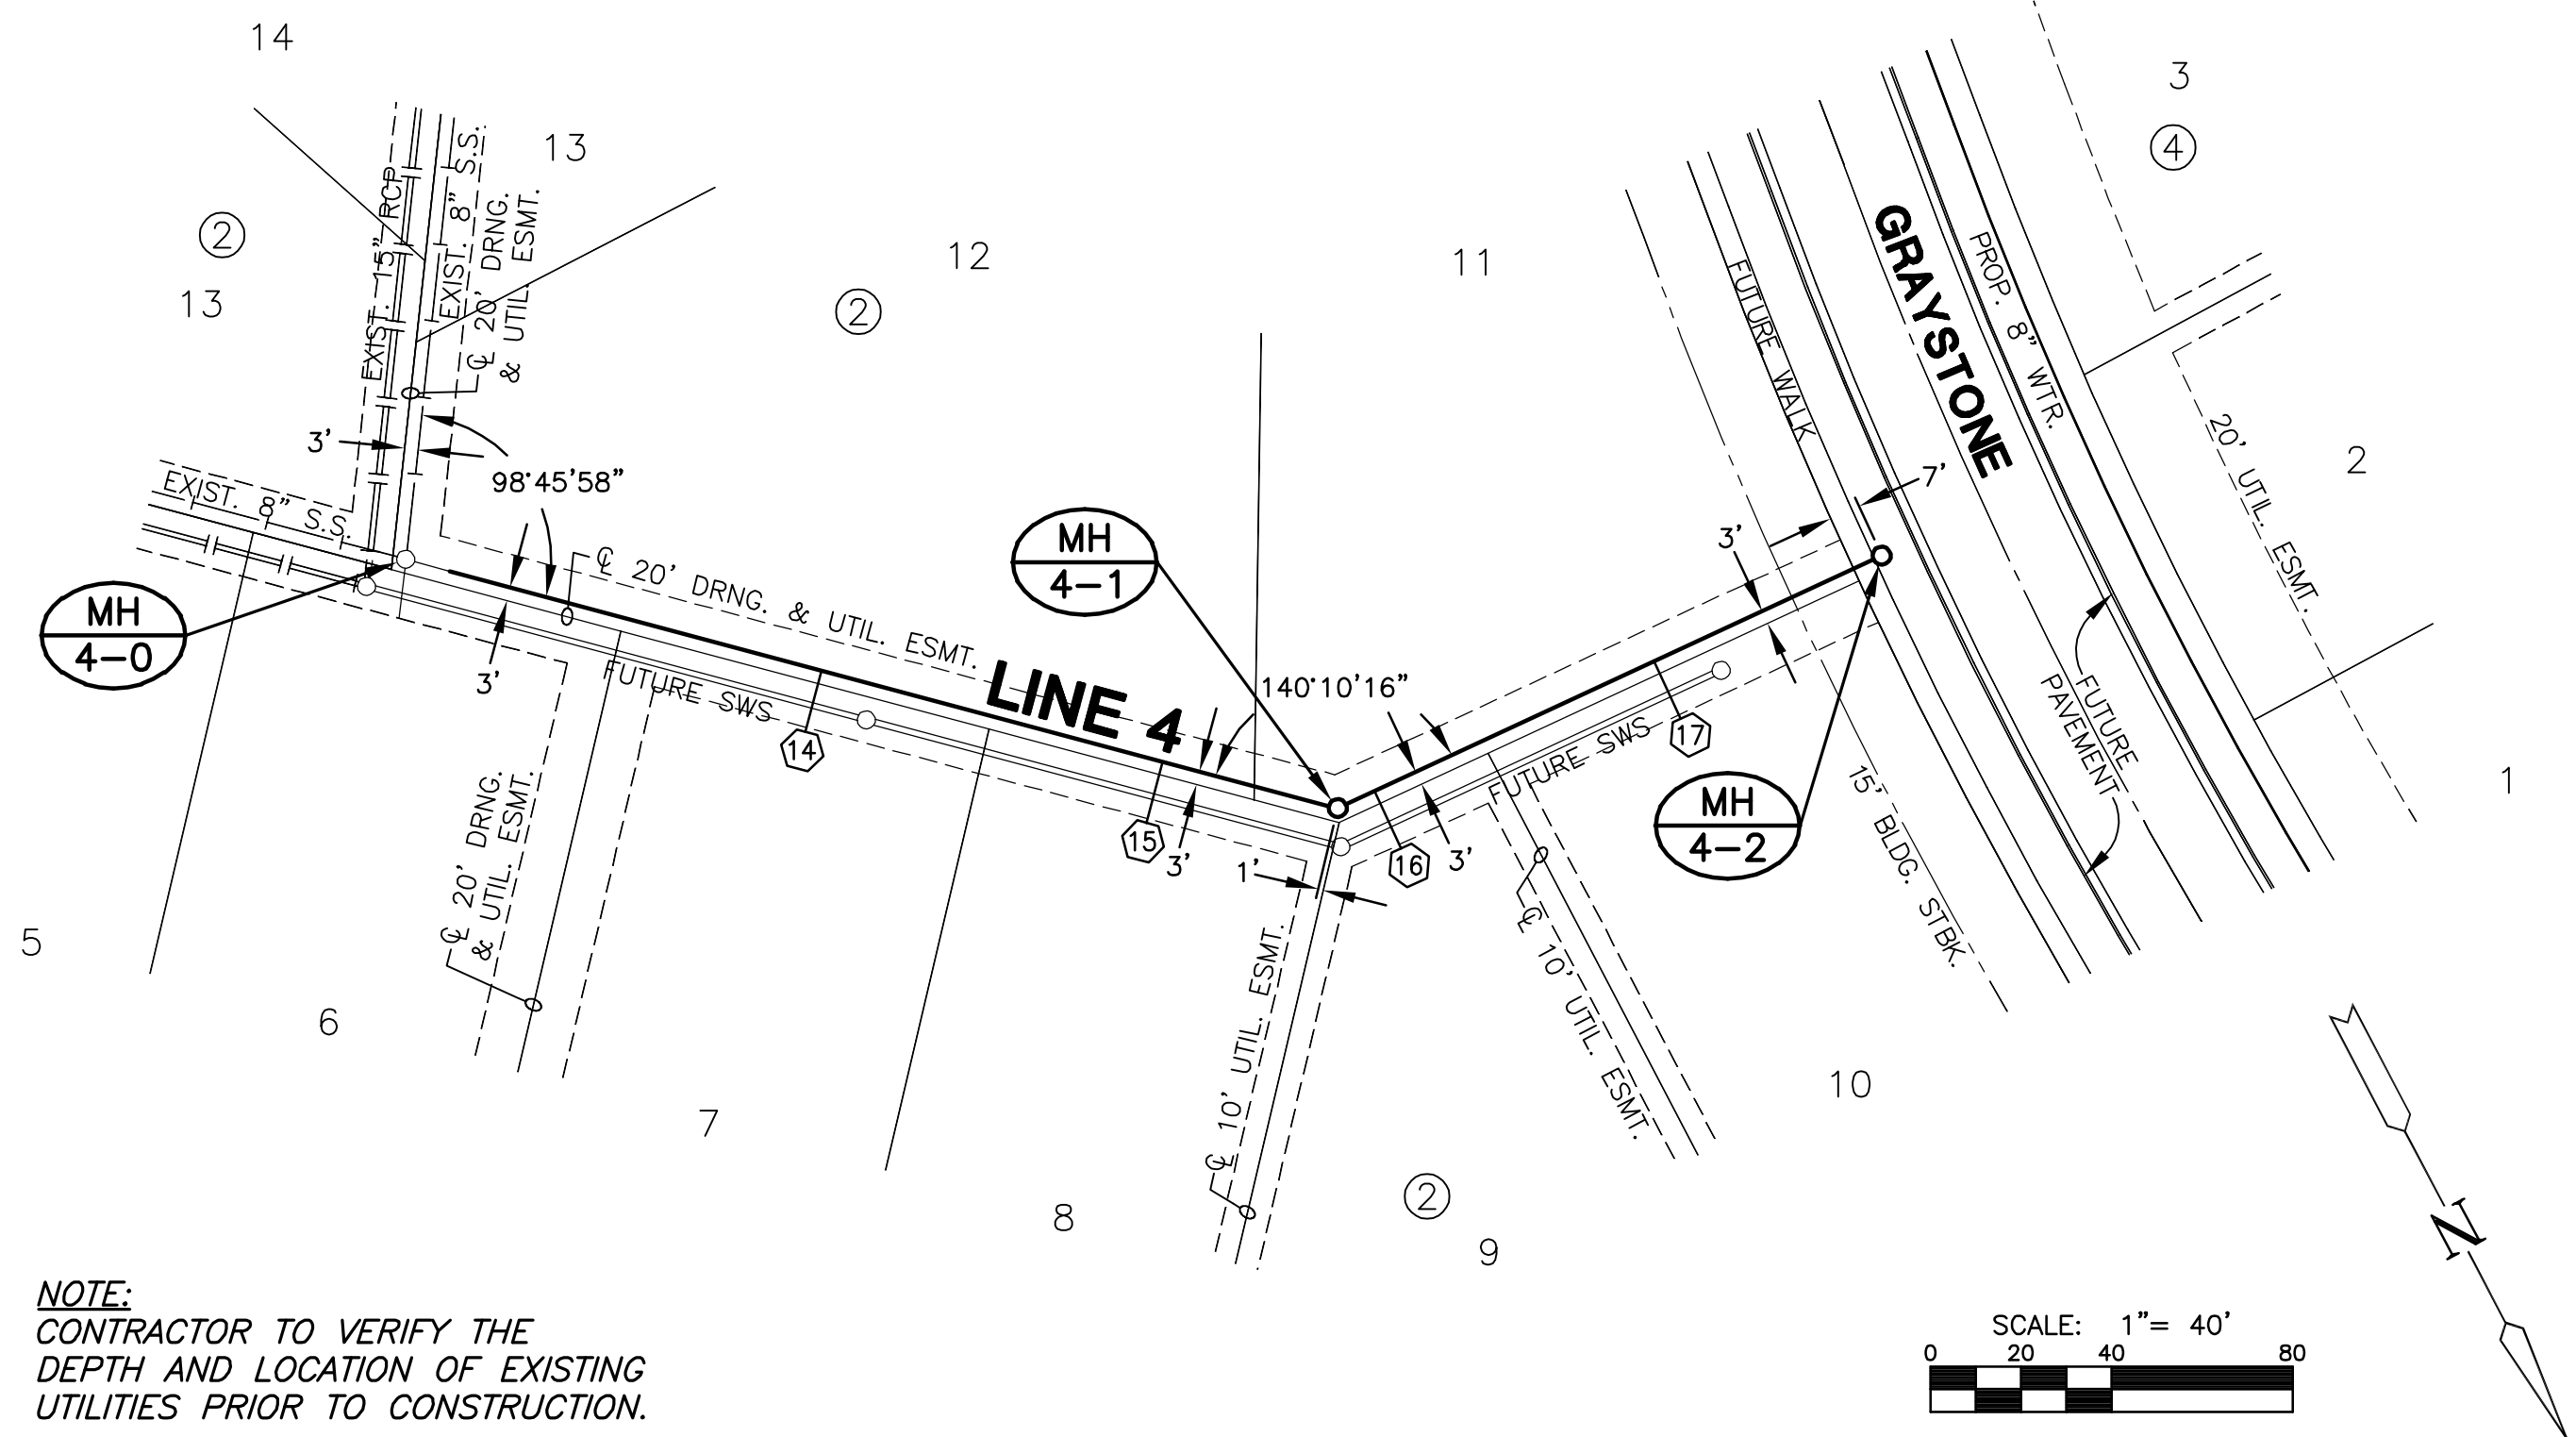 14
13
3
4
2
13
12
2
11
EXIST. 15" RCP
EXIST. 8" S.S.
℄ 20' DRNG.
& UTIL. ESMT.
FUTURE WALK
GRAYSTONE
PROP. 8" WTR.
20' UTIL. ESMT.
2
1
3'
98°45'58"
EXIST. 8" S.S.
MH
4-0
3'
℄ 20' DRNG. & UTIL. ESMT.
FUTURE SWS
14
LINE 4
MH
4-1
140°10'16"
15
3'
1'
16
3'
FUTURE SWS
17
3'
7'
MH
4-2
15' BLDG. STBK.
FUTURE
PAVEMENT
℄ 20' DRNG.
& UTIL. ESMT.
℄ 10' UTIL. ESMT.
℄ 10' UTIL. ESMT.
5
6
7
8
2
9
10
N
NOTE:
CONTRACTOR TO VERIFY THE
DEPTH AND LOCATION OF EXISTING
UTILITIES PRIOR TO CONSTRUCTION.
SCALE: 1"= 40'
0 20 40 80